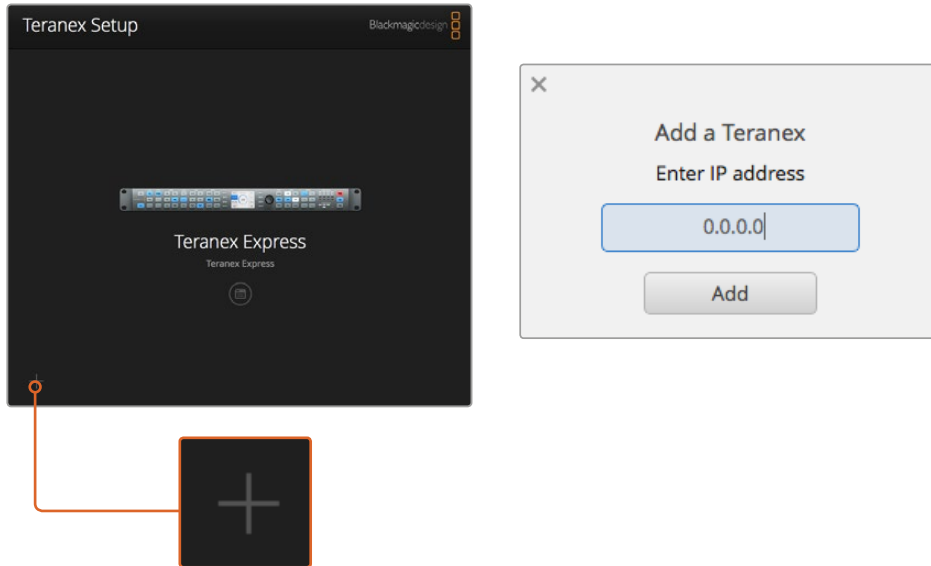 Teranex Setup
Blackmagicdesign
Teranex Express
Teranex Express
Add a Teranex
Enter IP address
0.0.0.0
Add